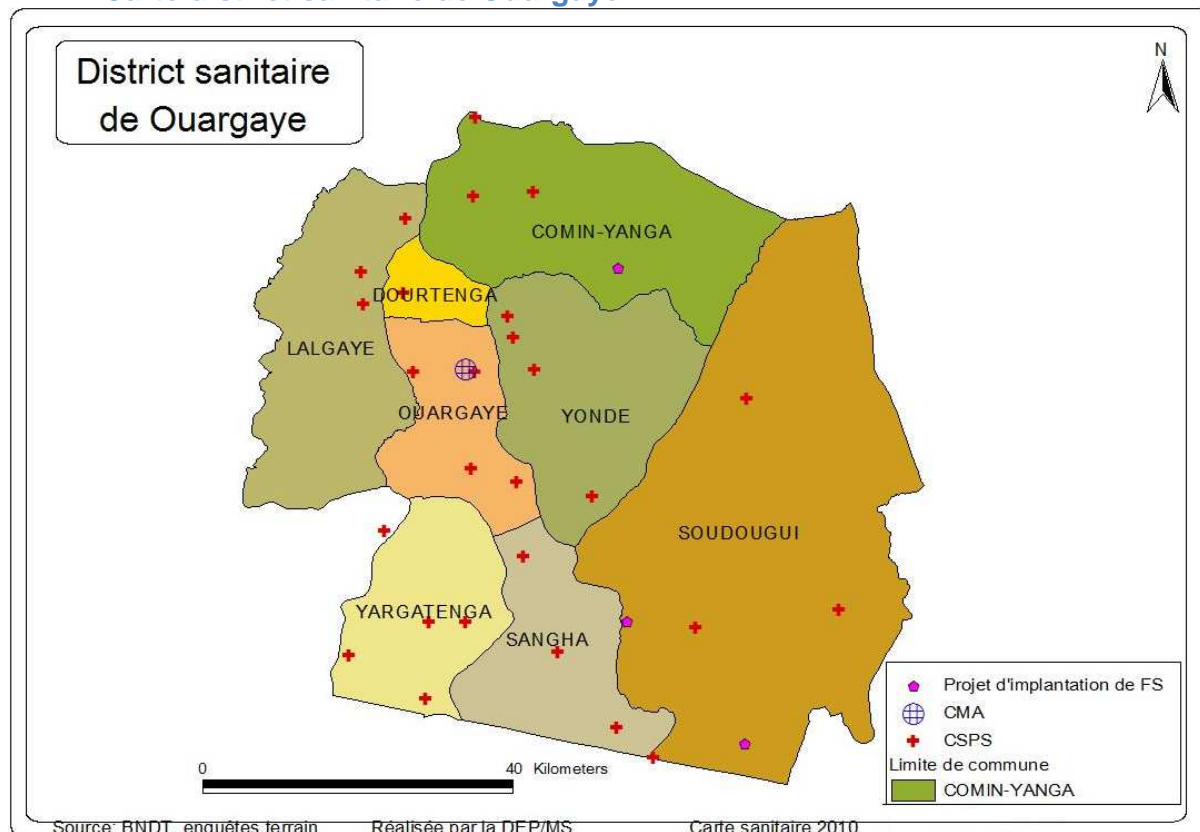 District sanitaire
de Ouargaye
N
COMIN-YANGA
DOURTENGA
LALGAYE
OUARGAYE
YONDE
SOUDOUGUI
YARGATENGA
SANGHA
Projet d'implantation de FS
CMA
CSPS
Limite de commune
COMIN-YANGA
0 40 Kilometers
Source: BNDT, enquêtes terrain Réalisée par la DEP/MS Carte sanitaire 2010